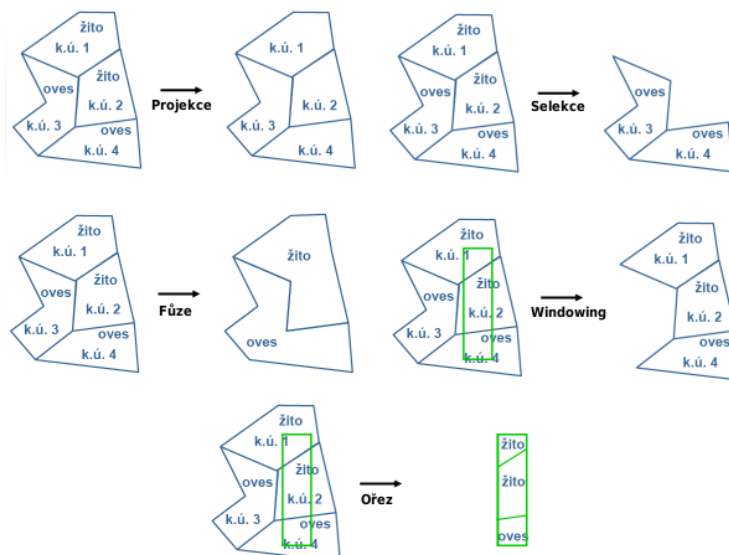 žito
k.ú. 1
oves
žito
k.ú. 2
k.ú. 3
oves
k.ú. 4
Projekce
k.ú. 1
k.ú. 2
k.ú. 3
k.ú. 4
žito
k.ú. 1
oves
žito
k.ú. 2
k.ú. 3
oves
k.ú. 4
Selekce
oves
k.ú. 3
oves
k.ú. 4
žito
k.ú. 1
oves
žito
k.ú. 2
k.ú. 3
oves
k.ú. 4
Fůze
žito
oves
žito
k.ú. 1
oves
žito
k.ú. 2
k.ú. 3
oves
k.ú. 4
Windowing
žito
k.ú. 1
žito
k.ú. 2
oves
k.ú. 4
žito
k.ú. 1
oves
žito
k.ú. 2
k.ú. 3
oves
k.ú. 4
Ořez
žito
žito
oves